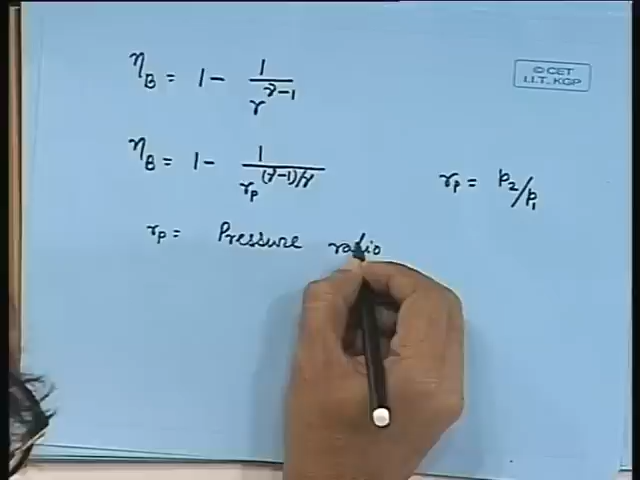 η_B = 1 - 1/r^(γ-1)
© CET
I.I.T. KGP
η_B = 1 - 1/r_p^((γ-1)/γ)
r_p = p_2/p_1
r_p = Pressure ratio